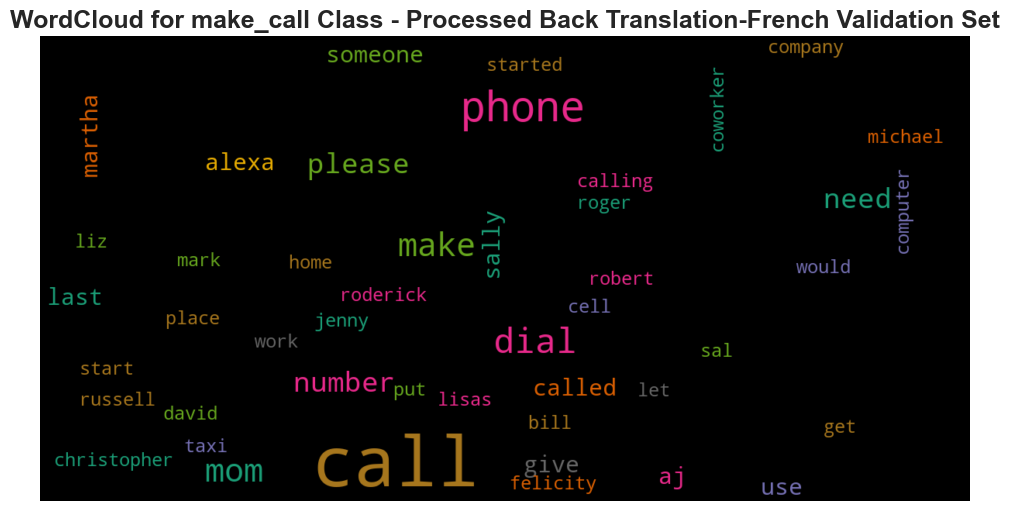 WordCloud for make_call Class - Processed Back Translation-French Validation Set
company
someone
started
phone
coworker
martha
michael
alexa
please
calling
roger
need
computer
sally
make
liz
mark
home
would
robert
last
roderick
cell
place
jenny
work
dial
sal
start
number
put
called
let
russell
lisas
david
bill
get
taxi
call
christopher
mom
give
aj
felicity
use